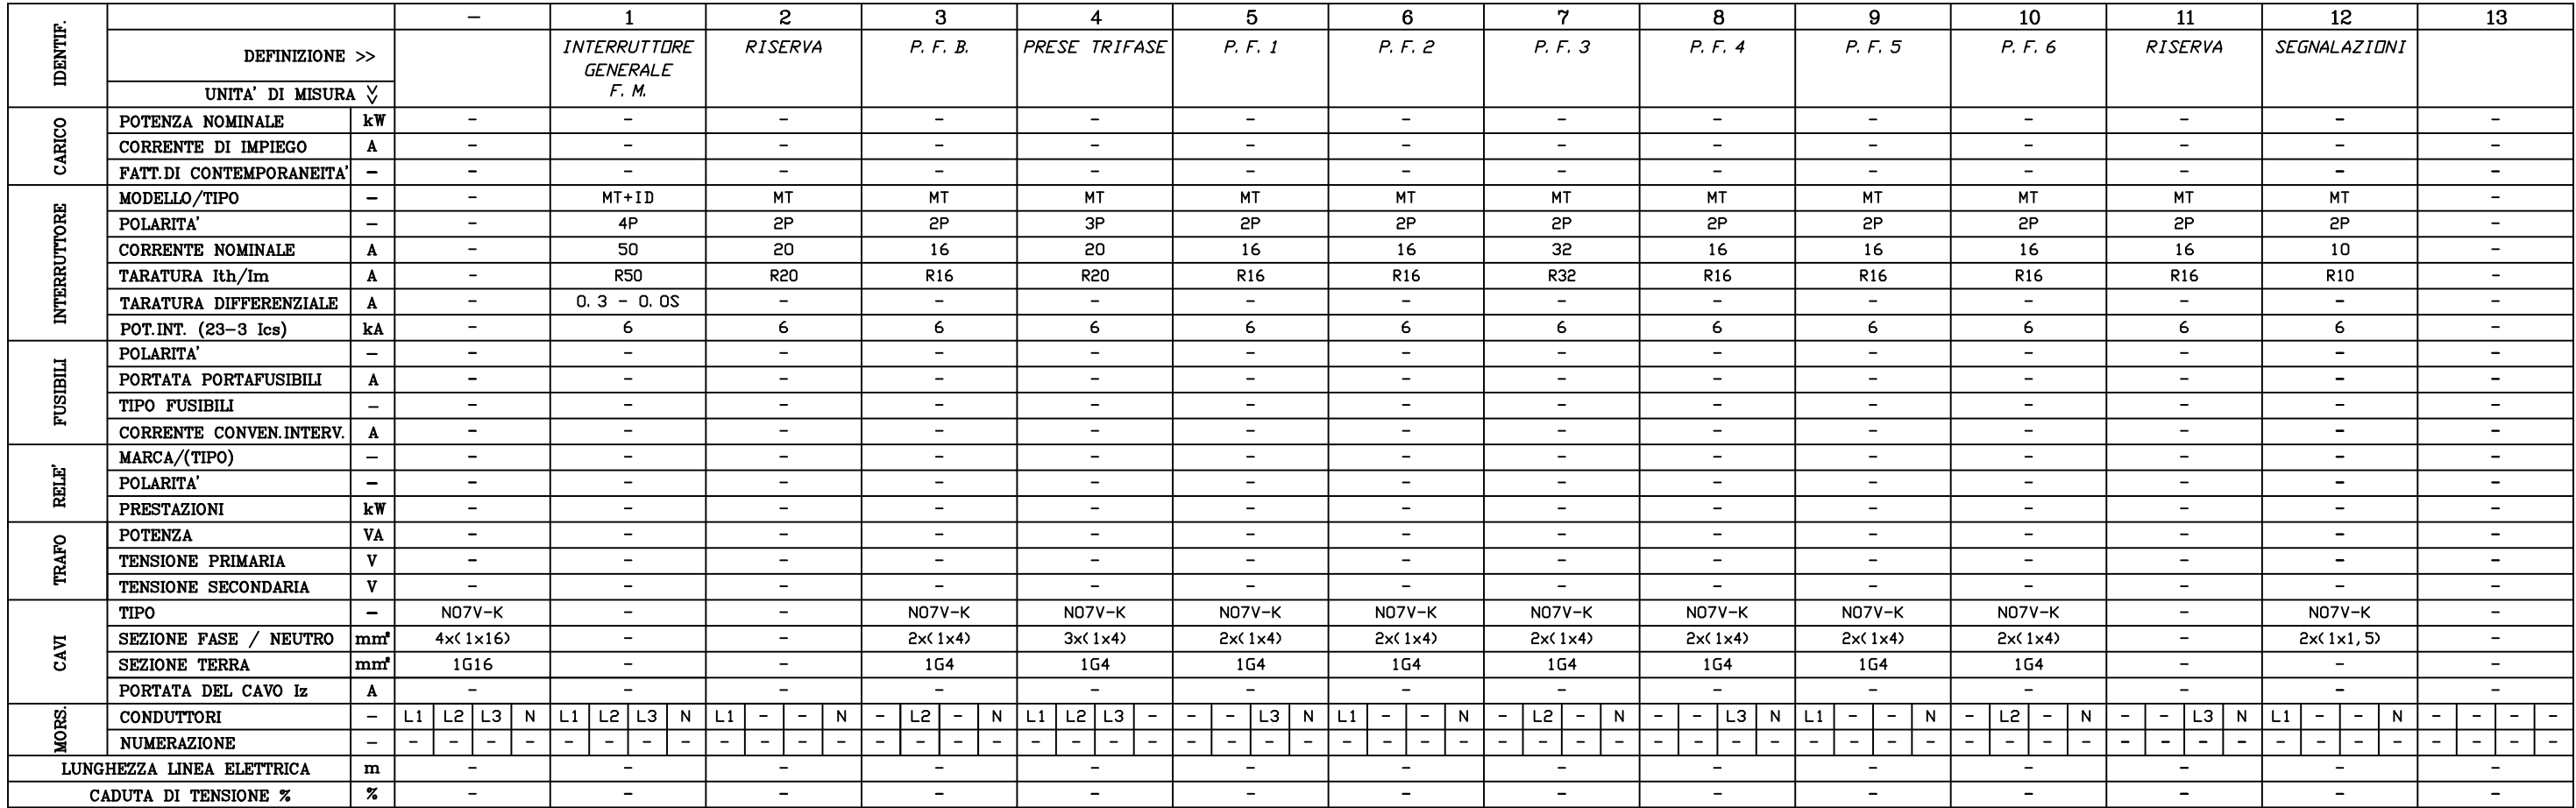 IDENTIF. — 1 2 3 4 5 6 7 8 9 10 11 12 13
DEFINIZIONE >> INTERRUTTORE GENERALE F. M. RISERVA P. F. B. PRESE TRIFASE P. F. 1 P. F. 2 P. F. 3 P. F. 4 P. F. 5 P. F. 6 RISERVA SEGNALAZIONI
UNITA' DI MISURA >>
CARICO
POTENZA NOMINALE kW - - - - - - - - - - - - - -
CORRENTE DI IMPIEGO A - - - - - - - - - - - - - -
FATT.DI CONTEMPORANEITA' — - - - - - - - - - - - - - -
INTERRUTTORE
MODELLO/TIPO — - MT+ID MT MT MT MT MT MT MT MT MT MT MT -
POLARITA' — - 4P 2P 2P 3P 2P 2P 2P 2P 2P 2P 2P 2P -
CORRENTE NOMINALE A - 50 20 16 20 16 16 32 16 16 16 16 10 -
TARATURA Ith/Im A - R50 R20 R16 R20 R16 R16 R32 R16 R16 R16 R16 R10 -
TARATURA DIFFERENZIALE A - 0. 3 - 0. 0S - - - - - - - - - - - -
POT.INT. (23-3 Ics) kA - 6 6 6 6 6 6 6 6 6 6 6 6 -
FUSIBILI
POLARITA' — - - - - - - - - - - - - - -
PORTATA PORTAFUSIBILI A - - - - - - - - - - - - - -
TIPO FUSIBILI — - - - - - - - - - - - - - -
CORRENTE CONVEN.INTERV. A - - - - - - - - - - - - - -
RELE'
MARCA/(TIPO) — - - - - - - - - - - - - - -
POLARITA' — - - - - - - - - - - - - - -
PRESTAZIONI kW - - - - - - - - - - - - - -
TRAFO
POTENZA VA - - - - - - - - - - - - - -
TENSIONE PRIMARIA V - - - - - - - - - - - - - -
TENSIONE SECONDARIA V - - - - - - - - - - - - - -
CAVI
TIPO — N07V-K - - N07V-K N07V-K N07V-K N07V-K N07V-K N07V-K N07V-K N07V-K - N07V-K -
SEZIONE FASE / NEUTRO mm² 4x(1x16) - - 2x(1x4) 3x(1x4) 2x(1x4) 2x(1x4) 2x(1x4) 2x(1x4) 2x(1x4) 2x(1x4) - 2x(1x1,5) -
SEZIONE TERRA mm² 1G16 - - 1G4 1G4 1G4 1G4 1G4 1G4 1G4 1G4 - - -
PORTATA DEL CAVO Iz A - - - - - - - - - - - - - -
MORS.
CONDUTTORI — L1 L2 L3 N L1 L2 L3 N L1 - - N - L2 - N L1 L2 L3 - - - L3 N L1 - - N - L2 - N - - L3 N L1 - - N - L2 - N - - L3 N L1 - - N - - - -
NUMERAZIONE — - - - - - - - - - - - - - - - - - - - - - - - - - - - - - - - - - - - - - - - - - - - - - - - - - - - - - - - -
LUNGHEZZA LINEA ELETTRICA m - - - - - - - - - - - - - -
CADUTA DI TENSIONE % % - - - - - - - - - - - - - -